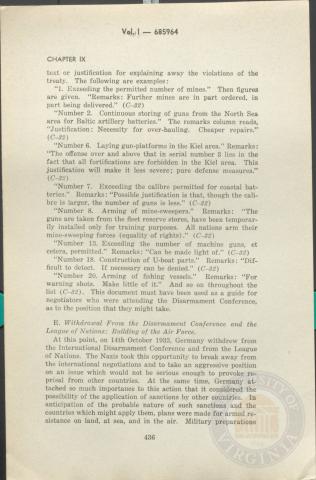 Vol. I — 685964
CHAPTER IX
text or justification for explaining away the violations of the
treaty. The following are examples:
"1. Exceeding the permitted number of mines." Then figures
are given. "Remarks: Further mines are in part ordered, in
part being delivered." (C-32)
"Number 2. Continuous storing of guns from the North Sea
area for Baltic artillery batteries." The remarks column reads,
"Justification: Necessity for over-hauling. Cheaper repairs."
(C-32)
"Number 6. Laying gun-platforms in the Kiel area." Remarks:
"The offense over and above that in serial number 3 lies in the
fact that all fortifications are forbidden in the Kiel area. This
justification will make it less severe; pure defense measures."
(C-32)
"Number 7. Exceeding the calibre permitted for coastal bat-
teries." Remarks: "Possible justification is that, though the cali-
bre is larger, the number of guns is less." (C-32)
"Number 8. Arming of mine-sweepers." Remarks: "The
guns are taken from the fleet reserve stores, have been temporar-
ily installed only for training purposes. All nations arm their
mine-sweeping forces (equality of rights)." (C-32)
"Number 13. Exceeding the number of machine guns, et
cetera, permitted." Remarks: "Can be made light of." (C-32)
"Number 18. Construction of U-boat parts." Remarks: "Dif-
ficult to detect. If necessary can be denied." (C-32)
"Number 20. Arming of fishing vessels." Remarks: "For
warning shots. Make little of it." And so on throughout the
list (C-32). This document must have been used as a guide for
negotiators who were attending the Disarmament Conference,
as to the position that they might take.
E. Withdrawal From the Disarmament Conference and the
League of Nations: Building of the Air Force.
At this point, on 14th October 1933, Germany withdrew from
the International Disarmament Conference and from the League
of Nations. The Nazis took this opportunity to break away from
the international negotiations and to take an aggressive position
on an issue which would not be serious enough to provoke re-
prisal from other countries. At the same time, Germany at-
tached so much importance to this action that it considered the
possibility of the application of sanctions by other countries. In
anticipation of the probable nature of such sanctions and the
countries which might apply them, plans were made for armed re-
sistance on land, at sea, and in the air. Military preparations
436
VIRGINIA